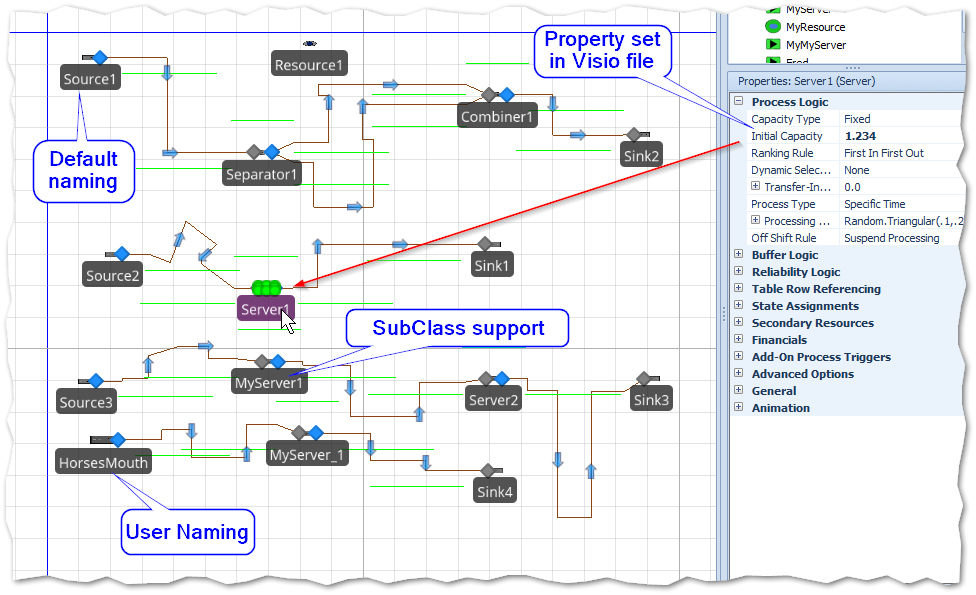 MyServer
MyResource
MyMyServer
Fred
Property set
in Visio file
Resource1
Source1
Combiner1
Sink2
Default
naming
Separator1
Properties: Server1 (Server)
Process Logic
Capacity Type Fixed
Initial Capacity 1.234
Ranking Rule First In First Out
Dynamic Selec... None
Transfer-In... 0.0
Process Type Specific Time
Processing ... Random.Triangular(.1,.2
Off Shift Rule Suspend Processing
Buffer Logic
Reliability Logic
Table Row Referencing
State Assignments
Secondary Resources
Financials
Add-On Process Triggers
Advanced Options
General
Animation
Source2
Sink1
Server1
SubClass support
Source3
MyServer1
Server2
Sink3
HorsesMouth
MyServer_1
Sink4
User Naming